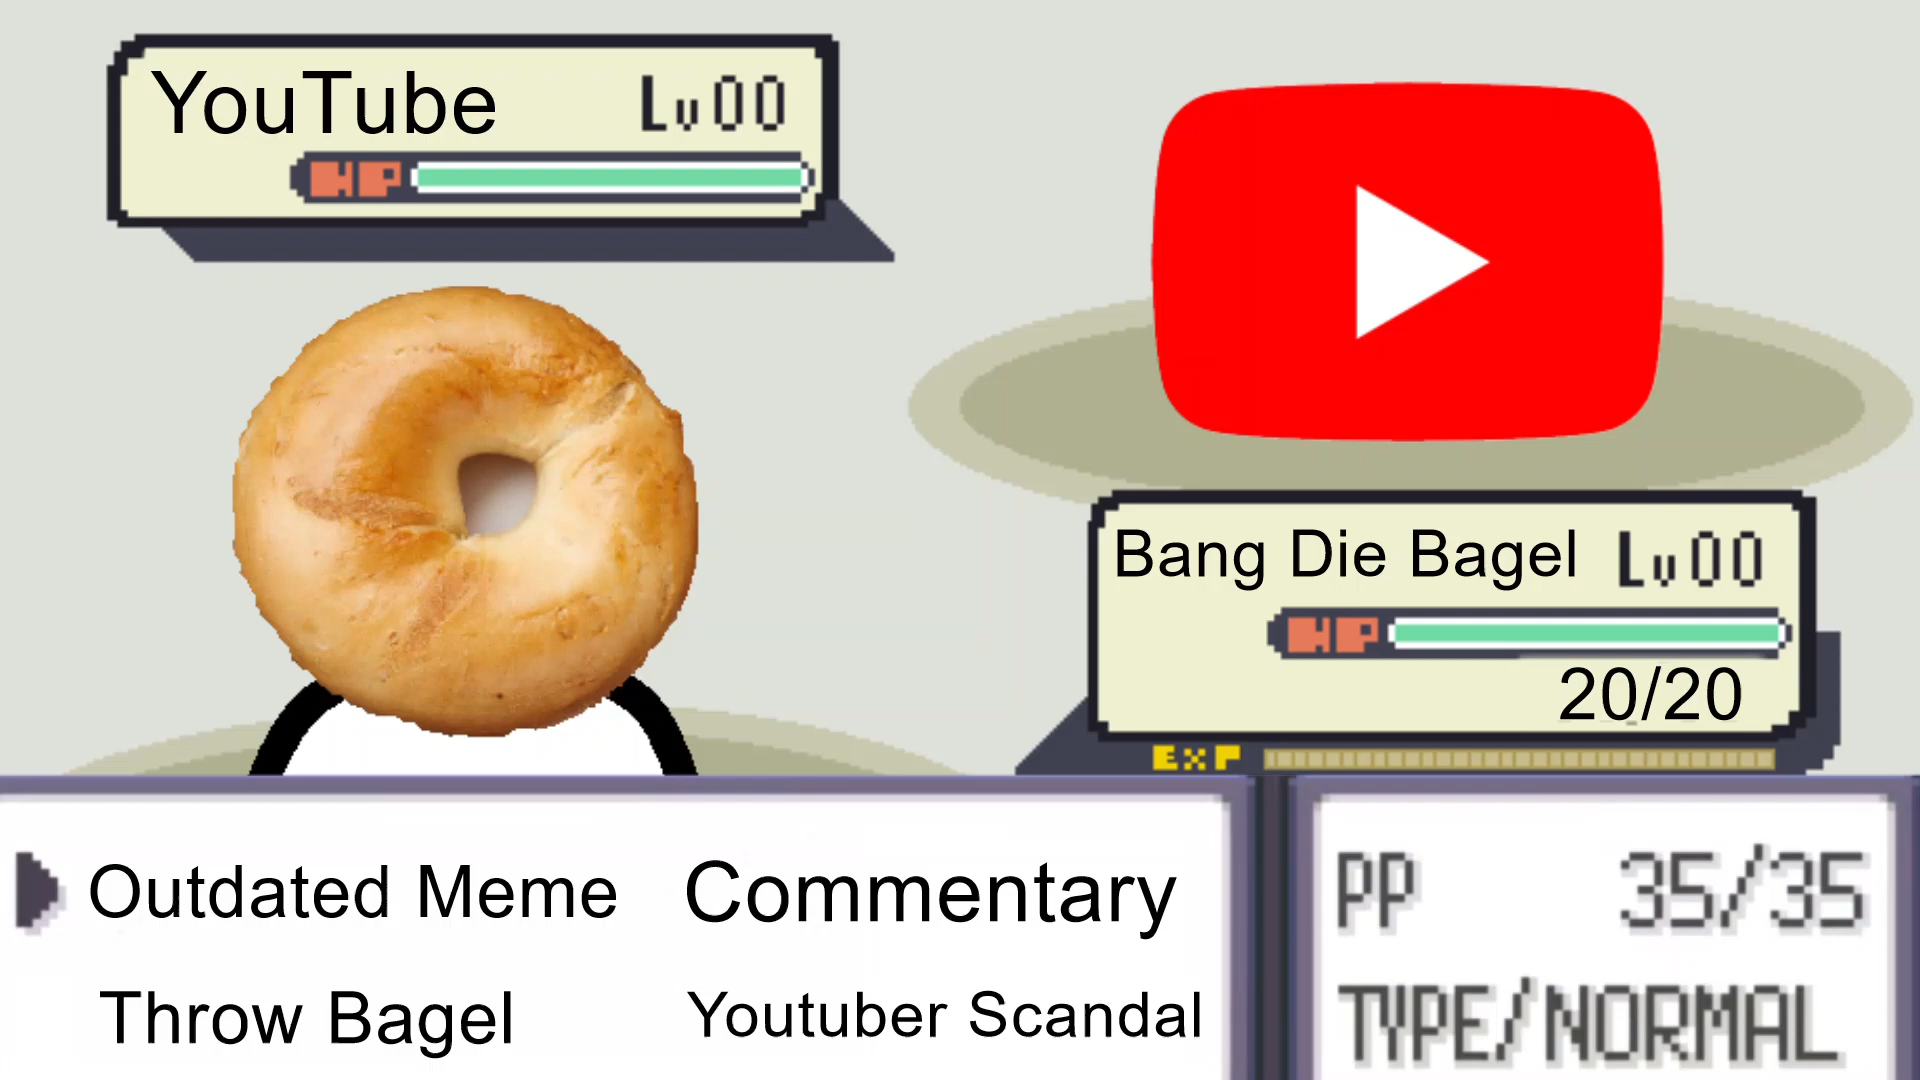 YouTube Lv00
HP
Bang Die Bagel Lv00
HP
20/20
EXP
Outdated Meme Commentary
Throw Bagel Youtuber Scandal
PP 35/35
TYPE/NORMAL